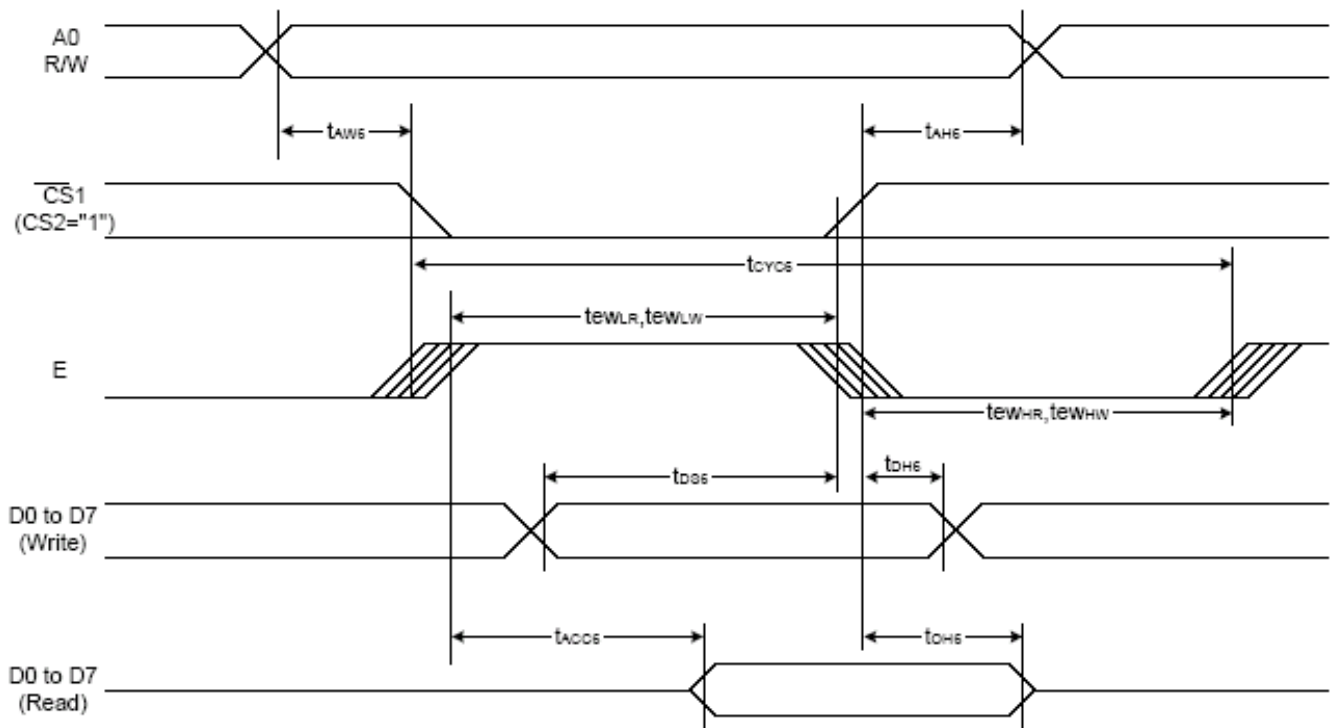 A0
R/W
tAW6
tAH6
CS1
(CS2="1")
tCYC6
tewLR,tewLW
E
tewHR,tewHW
tDS6
tDH6
D0 to D7
(Write)
tACC6
tOH6
D0 to D7
(Read)